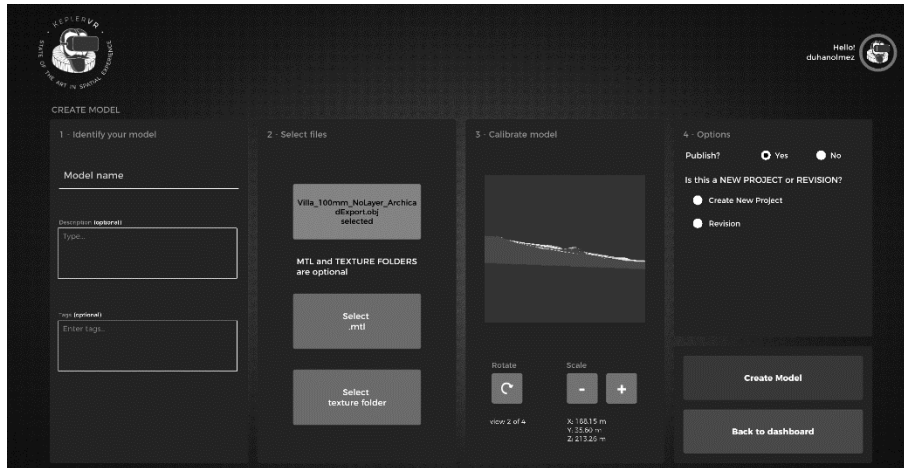 KEPLERVR
STATE OF THE ART IN SPATIAL EXPERIENCE
Hello!
duhanolmez
CREATE MODEL
1 - Identify your model
Model name
Description (optional)
Type...
Tags (optional)
Enter tags...
2 - Select files
Villa_100mm_NoLayer_Archica
dExport.obj
selected
MTL and TEXTURE FOLDERS
are optional
Select
.mtl
Select
texture folder
3 - Calibrate model
Rotate
Scale
-
+
view 2 of 4
X: 168.15 m
Y: 35.60 m
Z: 213.26 m
4 - Options
Publish?
Yes
No
Is this a NEW PROJECT or REVISION?
Create New Project
Revision
Create Model
Back to dashboard